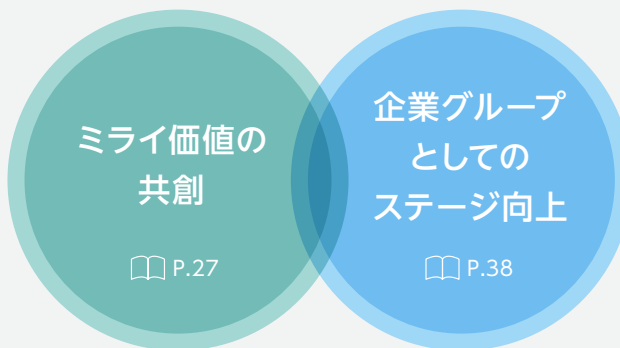 ミライ価値の
共創
P.27
企業グループ
としての
ステージ向上
P.38